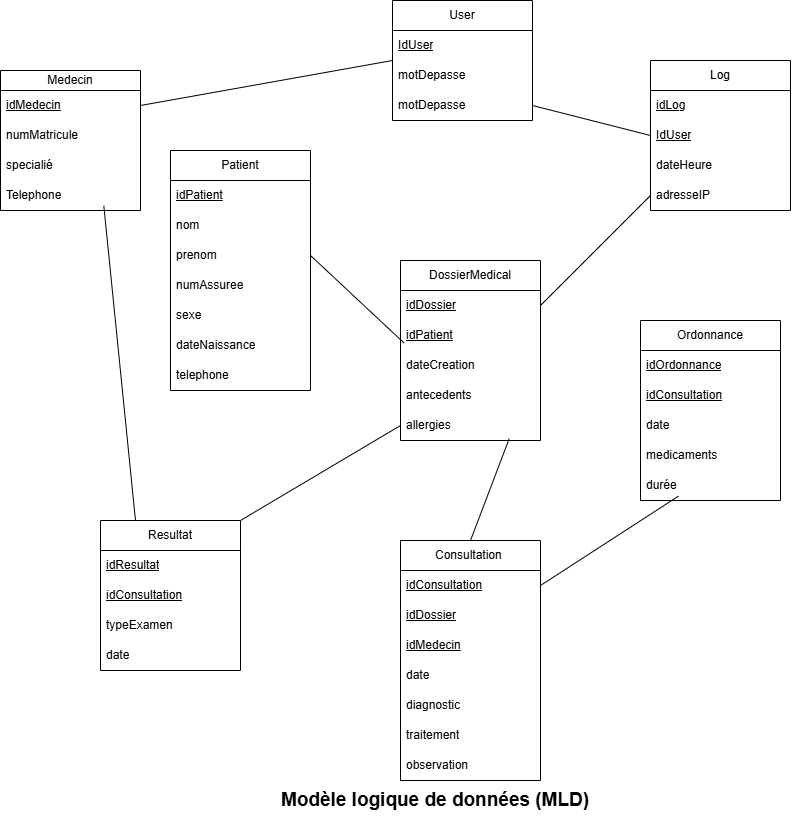 User
IdUser
motDepasse
motDepasse
Medecin
idMedecin
numMatricule
specialié
Telephone
Log
idLog
IdUser
dateHeure
adresseIP
Patient
idPatient
nom
prenom
numAssuree
sexe
dateNaissance
telephone
DossierMedical
idDossier
idPatient
dateCreation
antecedents
allergies
Ordonnance
idOrdonnance
idConsultation
date
medicaments
durée
Resultat
idResultat
idConsultation
typeExamen
date
Consultation
idConsultation
idDossier
idMedecin
date
diagnostic
traitement
observation
Modèle logique de données (MLD)